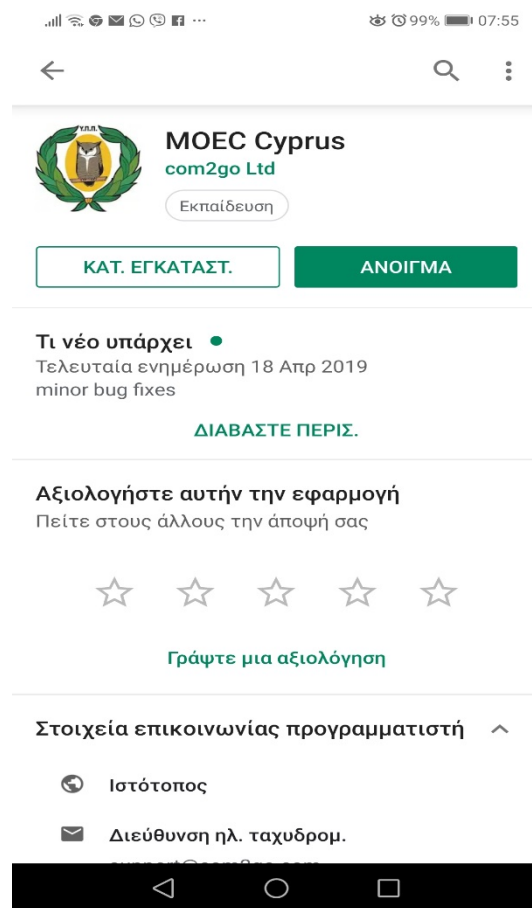 99% 07:55
Υ.Π.Π.
MOEC Cyprus
com2go Ltd
Εκπαίδευση
ΚΑΤ. ΕΓΚΑΤΑΣΤ.
ΑΝΟΙΓΜΑ
Τι νέο υπάρχει
Τελευταία ενημέρωση 18 Απρ 2019
minor bug fixes
ΔΙΑΒΑΣΤΕ ΠΕΡΙΣ.
Αξιολογήστε αυτήν την εφαρμογή
Πείτε στους άλλους την άποψή σας
Γράψτε μια αξιολόγηση
Στοιχεία επικοινωνίας προγραμματιστή
Ιστότοπος
Διεύθυνση ηλ. ταχυδρομ.